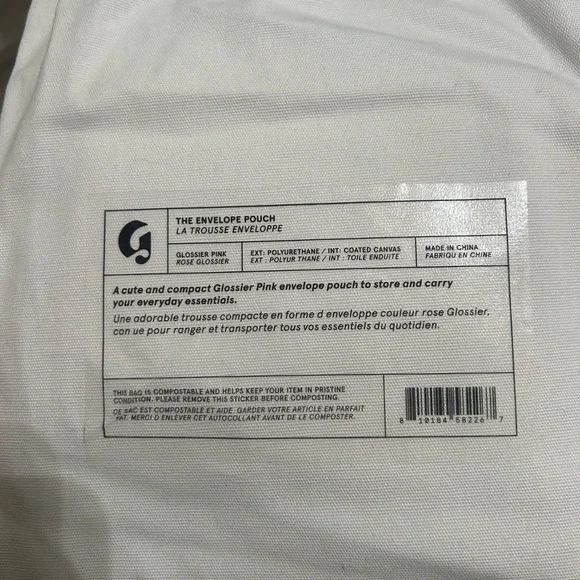 THE ENVELOPE POUCH
LA TROUSSE ENVELOPPE
GLOSSIER PINK
ROSE GLOSSIER
EXT: POLYURETHANE / INT: COATED CANVAS
EXT : POLYUR THANE / INT : TOILE ENDUITE
MADE IN CHINA
FABRIQU EN CHINE
A cute and compact Glossier Pink envelope pouch to store and carry
your everyday essentials.
Une adorable trousse compacte en forme d enveloppe couleur rose Glossier,
con ue pour ranger et transporter tous vos essentiels du quotidien.
THIS BAG IS COMPOSTABLE AND HELPS KEEP YOUR ITEM IN PRISTINE
CONDITION. PLEASE REMOVE THIS STICKER BEFORE COMPOSTING.
CE SAC EST COMPOSTABLE ET AIDE GARDER VOTRE ARTICLE EN PARFAIT
TAT. MERCI D ENLEVER CET AUTOCOLLANT AVANT DE LE COMPOSTER.
8 10184 58226 7